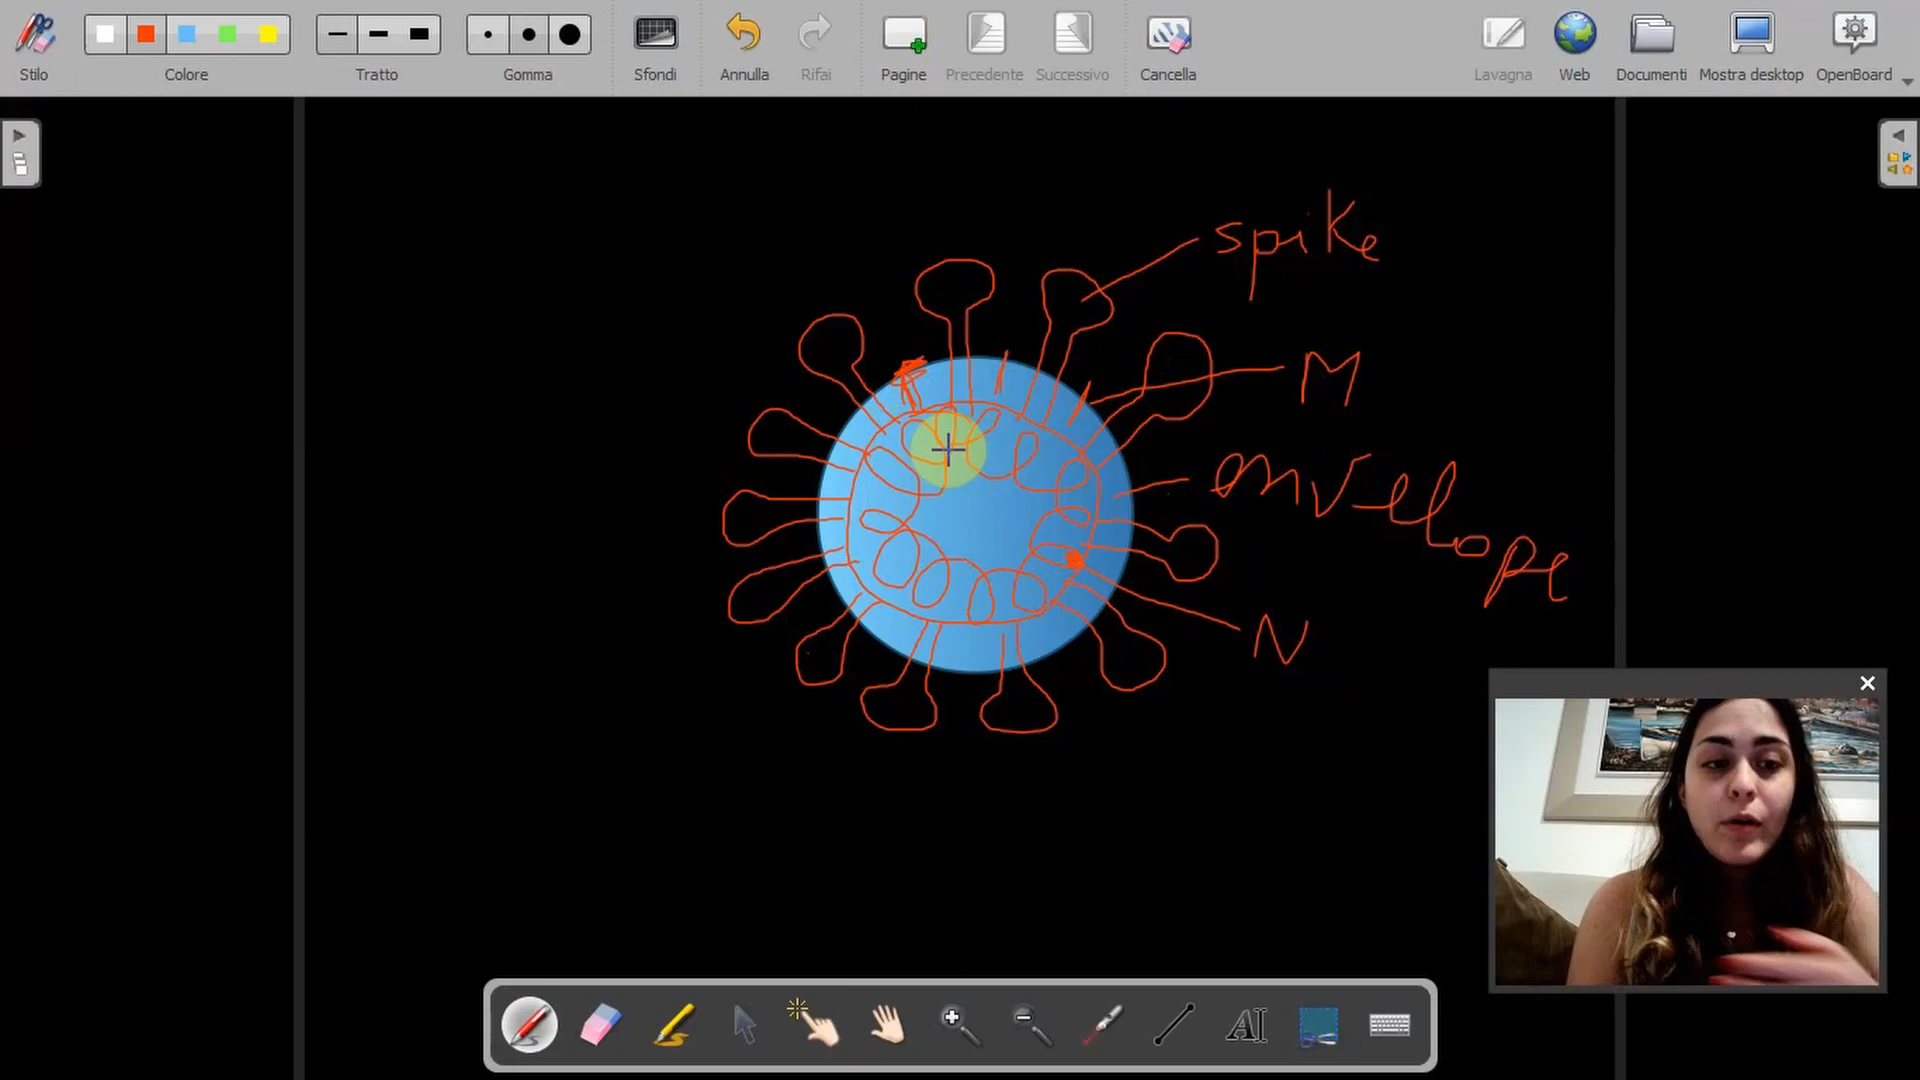 Stilo
Colore
Tratto
Gomma
Sfondi
Annulla
Rifai
Pagine
Precedente
Successivo
Cancella
Lavagna
Web
Documenti
Mostra desktop
OpenBoard
spike
M
envelope
N
AI